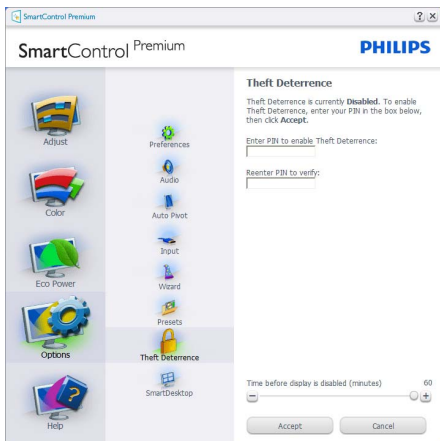 SmartControl Premium
SmartControl Premium
PHILIPS
Adjust
Color
Eco Power
Options
Help
Preferences
Audio
Auto Pivot
Input
Wizard
Presets
Theft Deterrence
SmartDesktop
Theft Deterrence
Theft Deterrence is currently Disabled. To enable
Theft Deterrence, enter your PIN in the box below,
then click Accept.
Enter PIN to enable Theft Deterrence:
Reenter PIN to verify:
Time before display is disabled (minutes) 60
Accept
Cancel